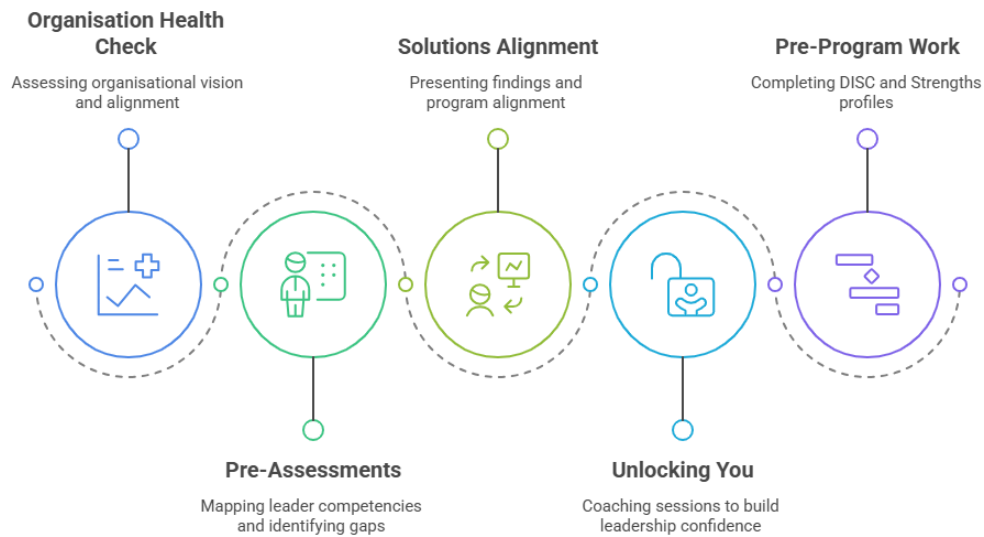 Organisation Health
Check
Assessing organisational vision
and alignment
Solutions Alignment
Presenting findings and
program alignment
Pre-Program Work
Completing DISC and Strengths
profiles
Pre-Assessments
Mapping leader competencies
and identifying gaps
Unlocking You
Coaching sessions to build
leadership confidence